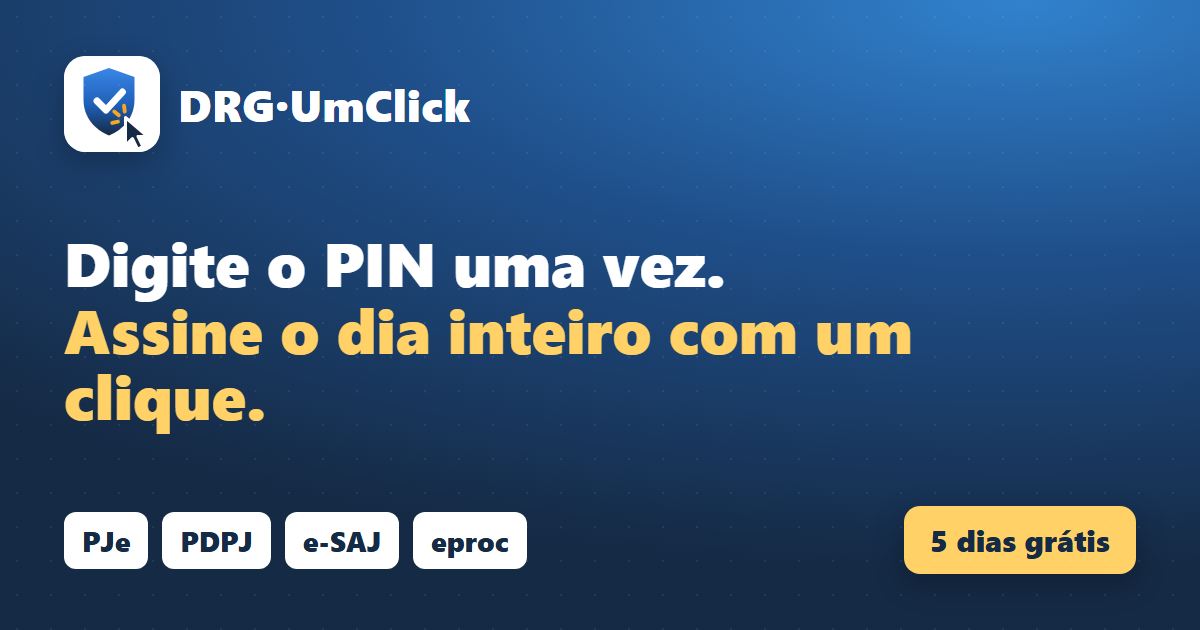 DRG·UmClick
Digite o PIN uma vez.
Assine o dia inteiro com um
clique.
PJe
PDPJ
e-SAJ
eproc
5 dias grátis